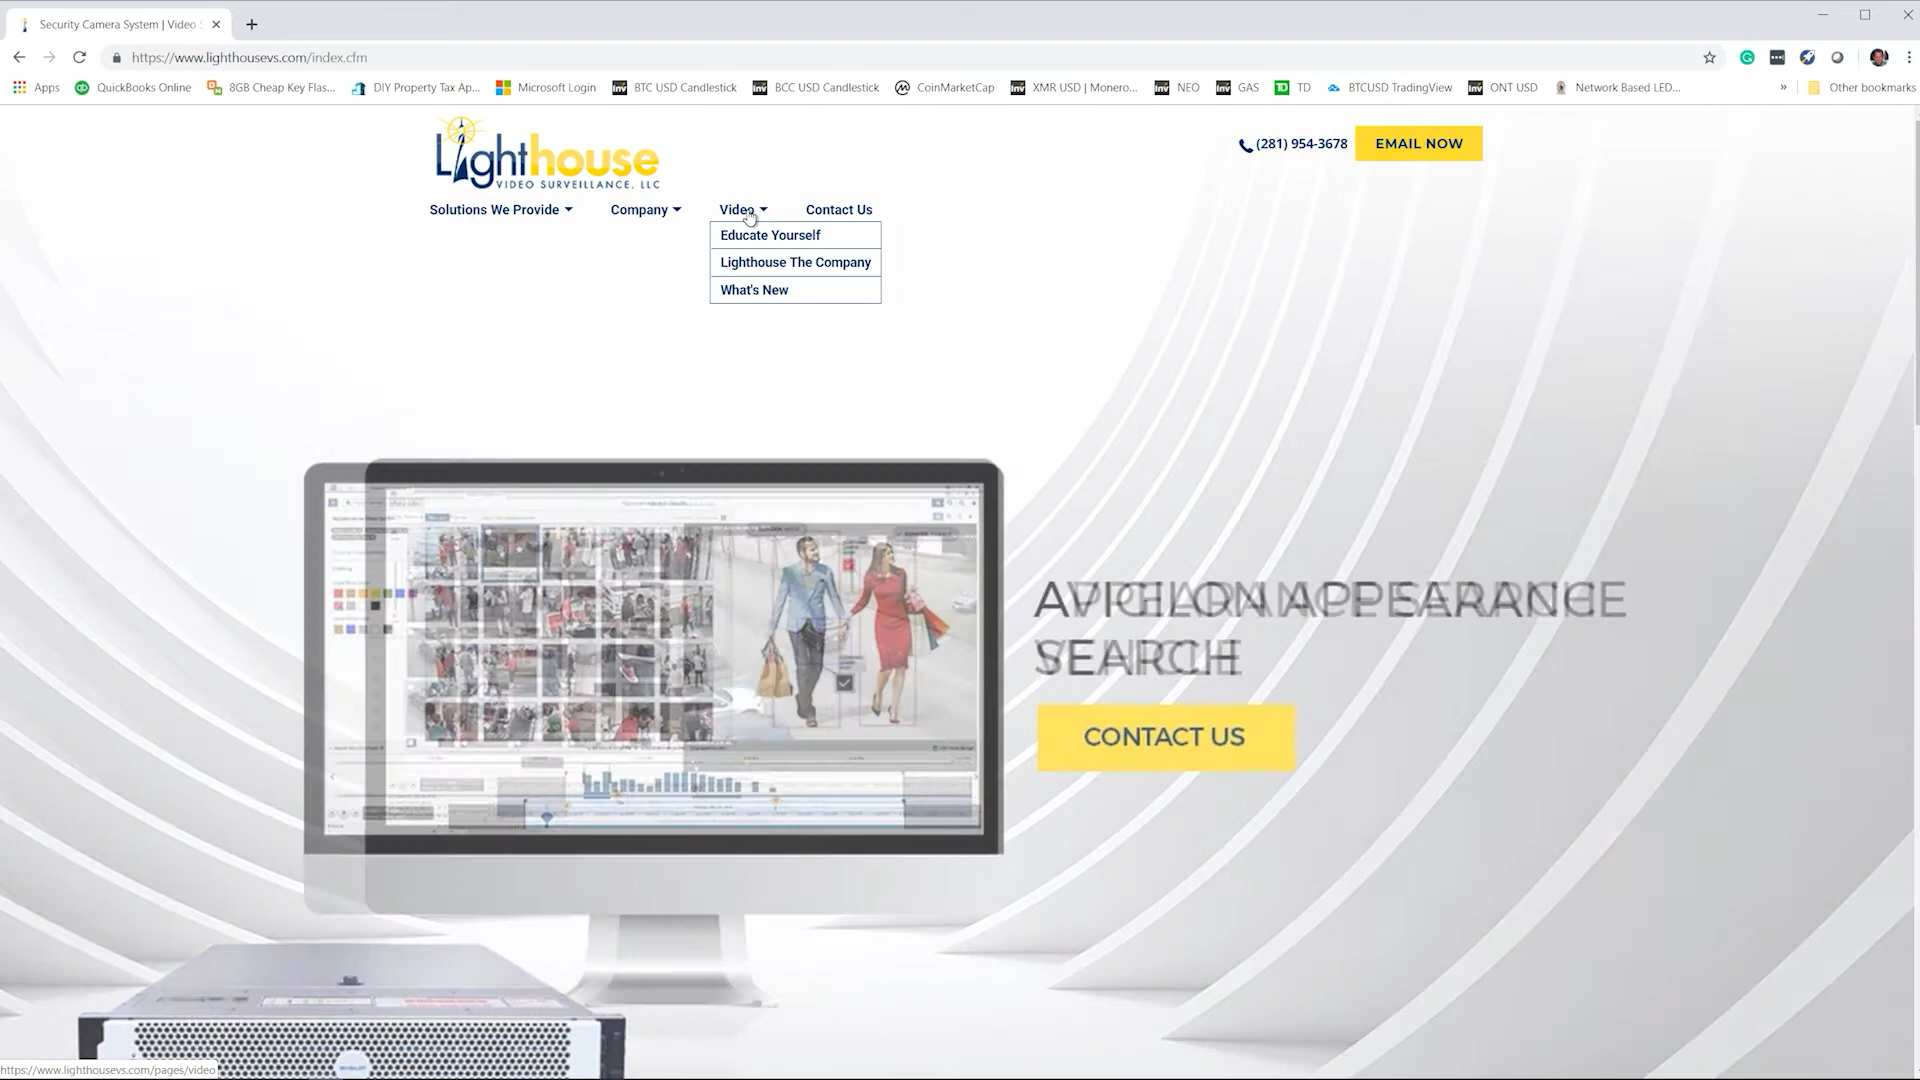 Security Camera System | Video S
https://www.lighthousevs.com/index.cfm
Apps
QuickBooks Online
8GB Cheap Key Flas...
DIY Property Tax Ap...
Microsoft Login
BTC USD Candlestick
BCC USD Candlestick
CoinMarketCap
XMR USD | Monero...
NEO
GAS
TD
BTCUSD TradingView
ONT USD
Network Based LED...
»
Other bookmarks
Lighthouse
VIDEO SURVEILLANCE, LLC
(281) 954-3678
EMAIL NOW
Solutions We Provide
Company
Video
Contact Us
Educate Yourself
Lighthouse The Company
What's New
CONTACT US
https://www.lighthousevs.com/pages/video